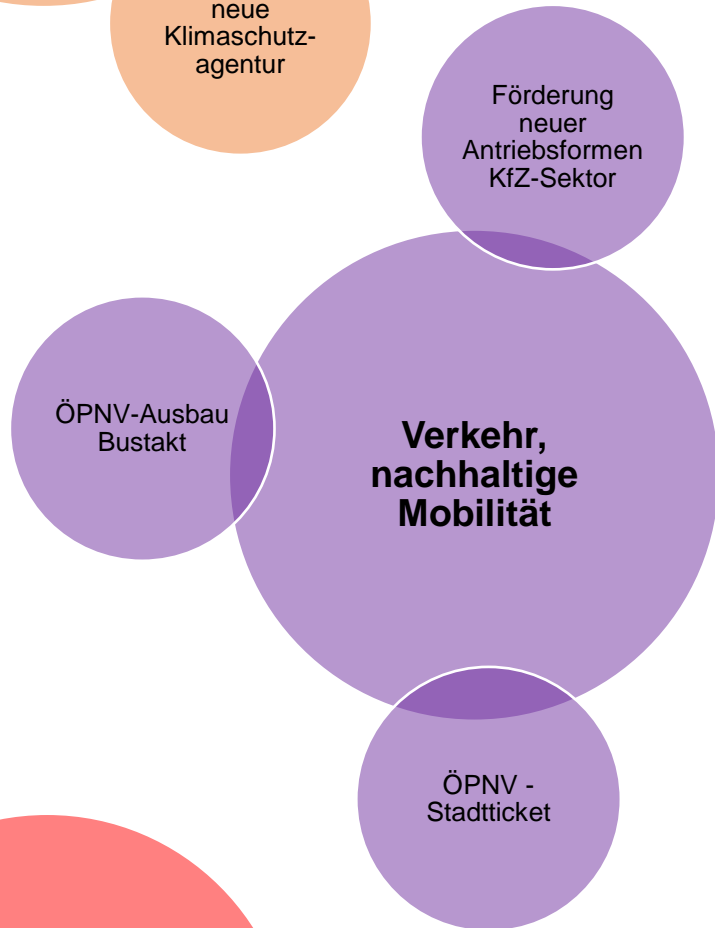 neue
Klimaschutz-
agentur
Förderung
neuer
Antriebsformen
KfZ-Sektor
ÖPNV-Ausbau
Bustakt
Verkehr,
nachhaltige
Mobilität
ÖPNV -
Stadtticket